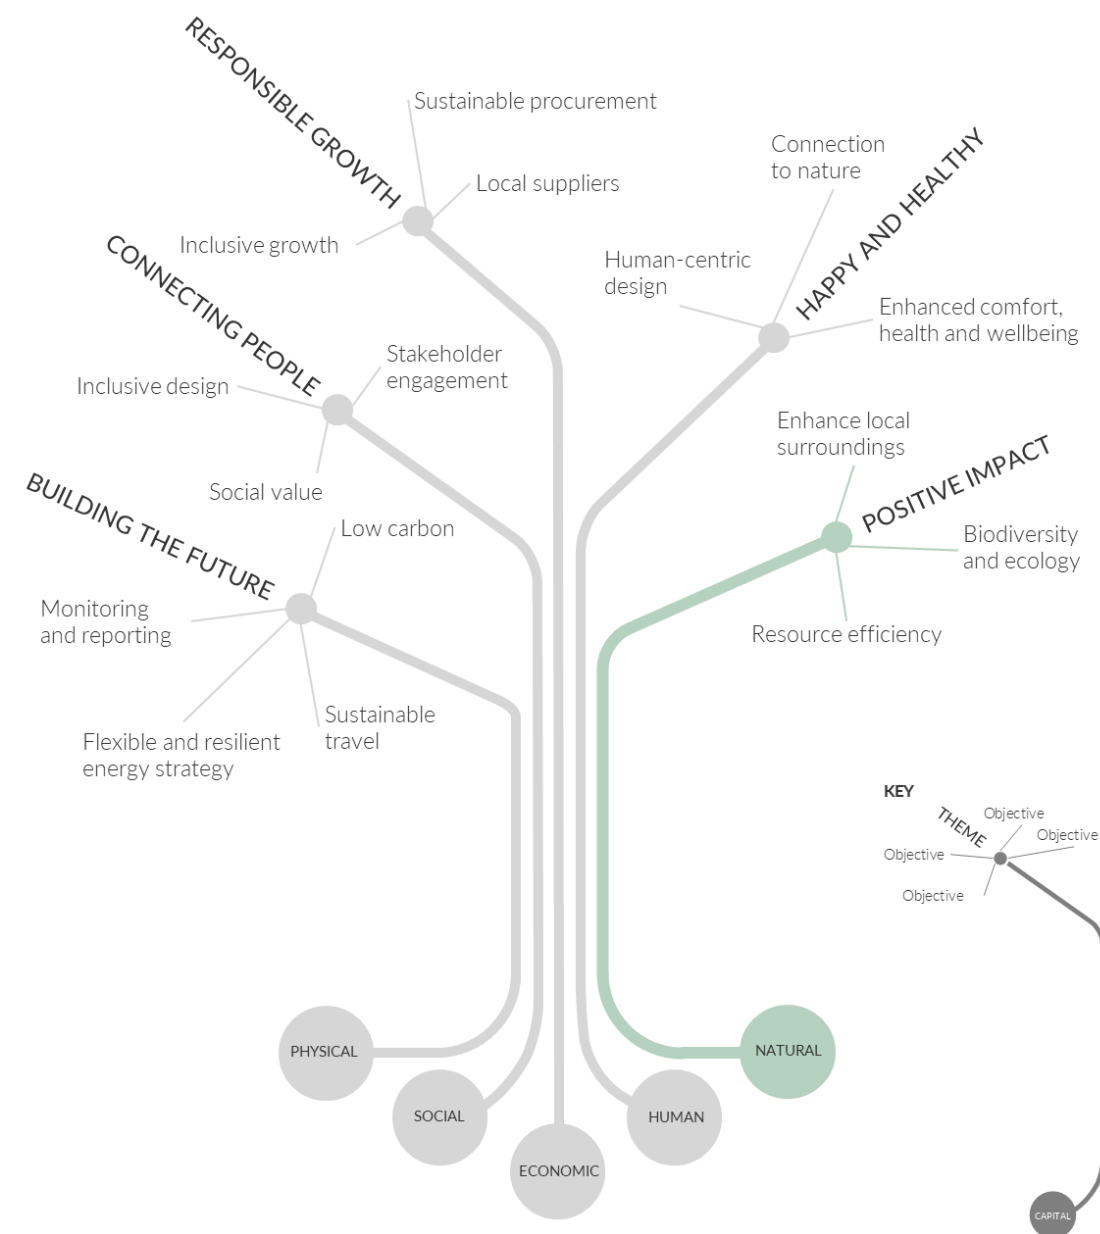 RESPONSIBLE GROWTH
Sustainable procurement
Local suppliers
Inclusive growth
CONNECTING PEOPLE
Stakeholder
engagement
Inclusive design
Social value
BUILDING THE FUTURE
Low carbon
Monitoring
and reporting
Sustainable
travel
Flexible and resilient
energy strategy
HAPPY AND HEALTHY
Connection
to nature
Human-centric
design
Enhanced comfort,
health and wellbeing
POSITIVE IMPACT
Enhance local
surroundings
Biodiversity
and ecology
Resource efficiency
KEY
THEME
Objective
Objective
Objective
Objective
PHYSICAL
SOCIAL
ECONOMIC
HUMAN
NATURAL
CAPITAL